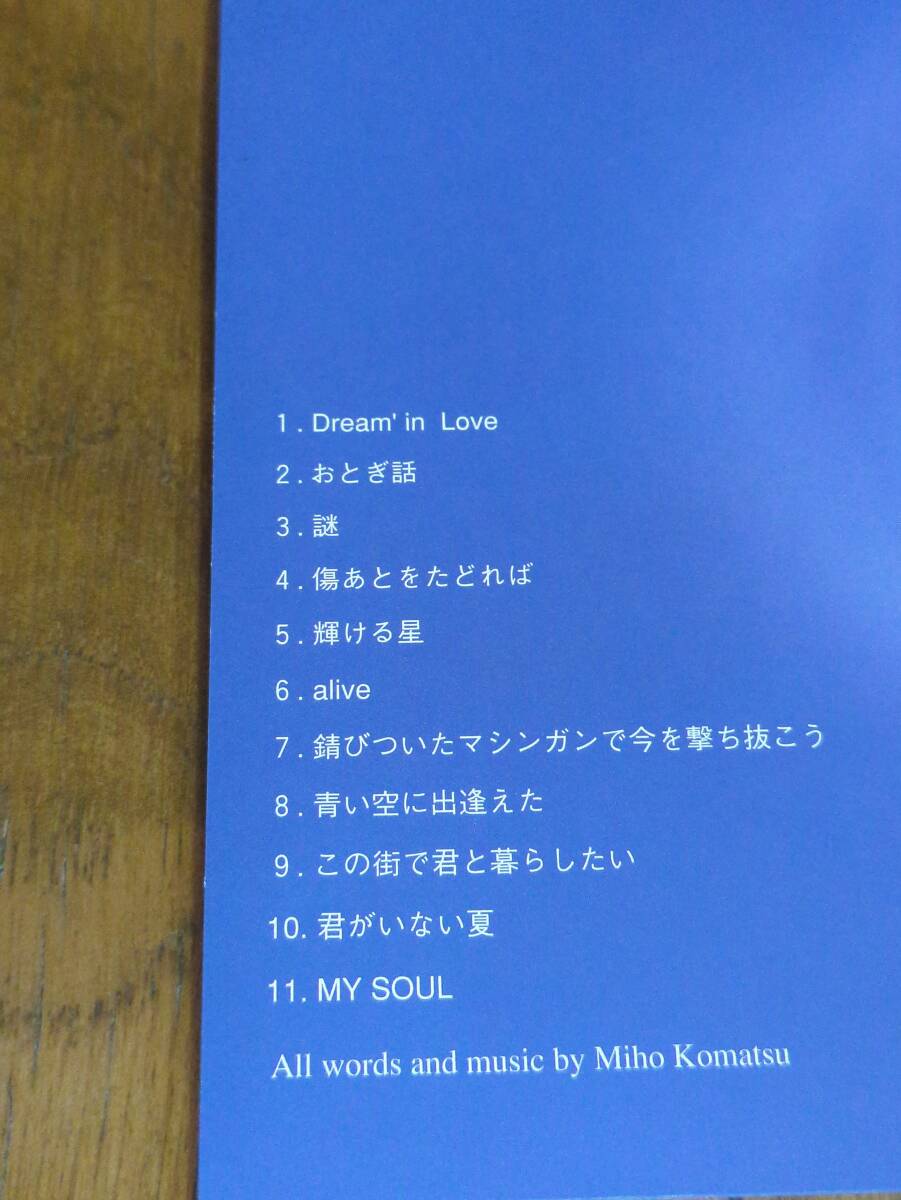 1. Dream' in Love
2. おとぎ話
3. 謎
4. 傷あとをたどれば
5. 輝ける星
6. alive
7. 錆びついたマシンガンで今を撃ち抜こう
8. 青い空に出逢えた
9. この街で君と暮らしたい
10. 君がいない夏
11. MY SOUL
All words and music by Miho Komatsu